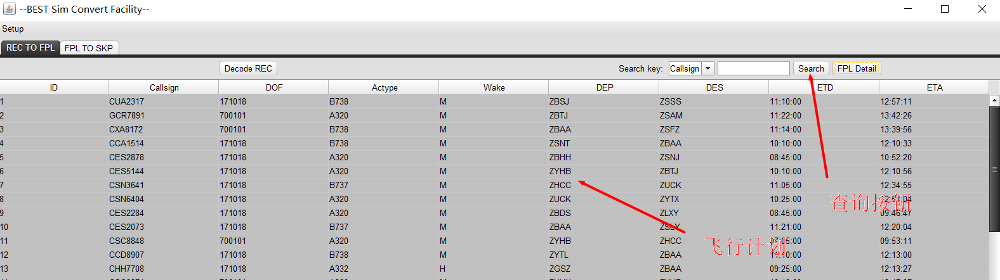 --BEST Sim Convert Facility--
Setup
REC TO FPL FPL TO SKP
Decode REC Search key: Callsign Search FPL Detail
ID Callsign DOF Actype Wake DEP DES ETD ETA
1 CUA2317 171018 B738 M ZBSJ ZSSS 11:10:00 12:57:11
2 GCR7891 700101 A320 M ZBTJ ZSAM 11:22:00 13:42:26
3 CXA8172 700101 B738 M ZBAA ZSFZ 11:14:00 13:39:56
4 CCA1514 171018 B738 M ZSNT ZBAA 10:10:00 12:10:33
5 CES2878 171018 A320 M ZBHH ZSNJ 08:45:00 10:52:20
6 CES5144 171018 A320 M ZYHB ZBTJ 10:10:00 12:10:56
7 CSN3641 171018 B737 M ZHCC ZUCK 11:05:00 12:34:55
8 CSN6404 171018 A320 M ZUCK ZYTX 10:25:00
查询按钮
9 CES2284 171018 A320 M ZBDS ZLXY 08:45:00 09:46:47
10 CES2073 171018 B737 M ZBAA ZSLY 11:21:00 12:20:04
11 CSC8848 700101 A320 M ZYHB ZHCC 09:53:11
飞行计划
12 CCD8907 171018 B738 M ZYTL ZBAA 11:10:00 12:13:00
13 CHH7708 171018 A332 H ZGSZ ZBAA 09:25:00 12:13:27